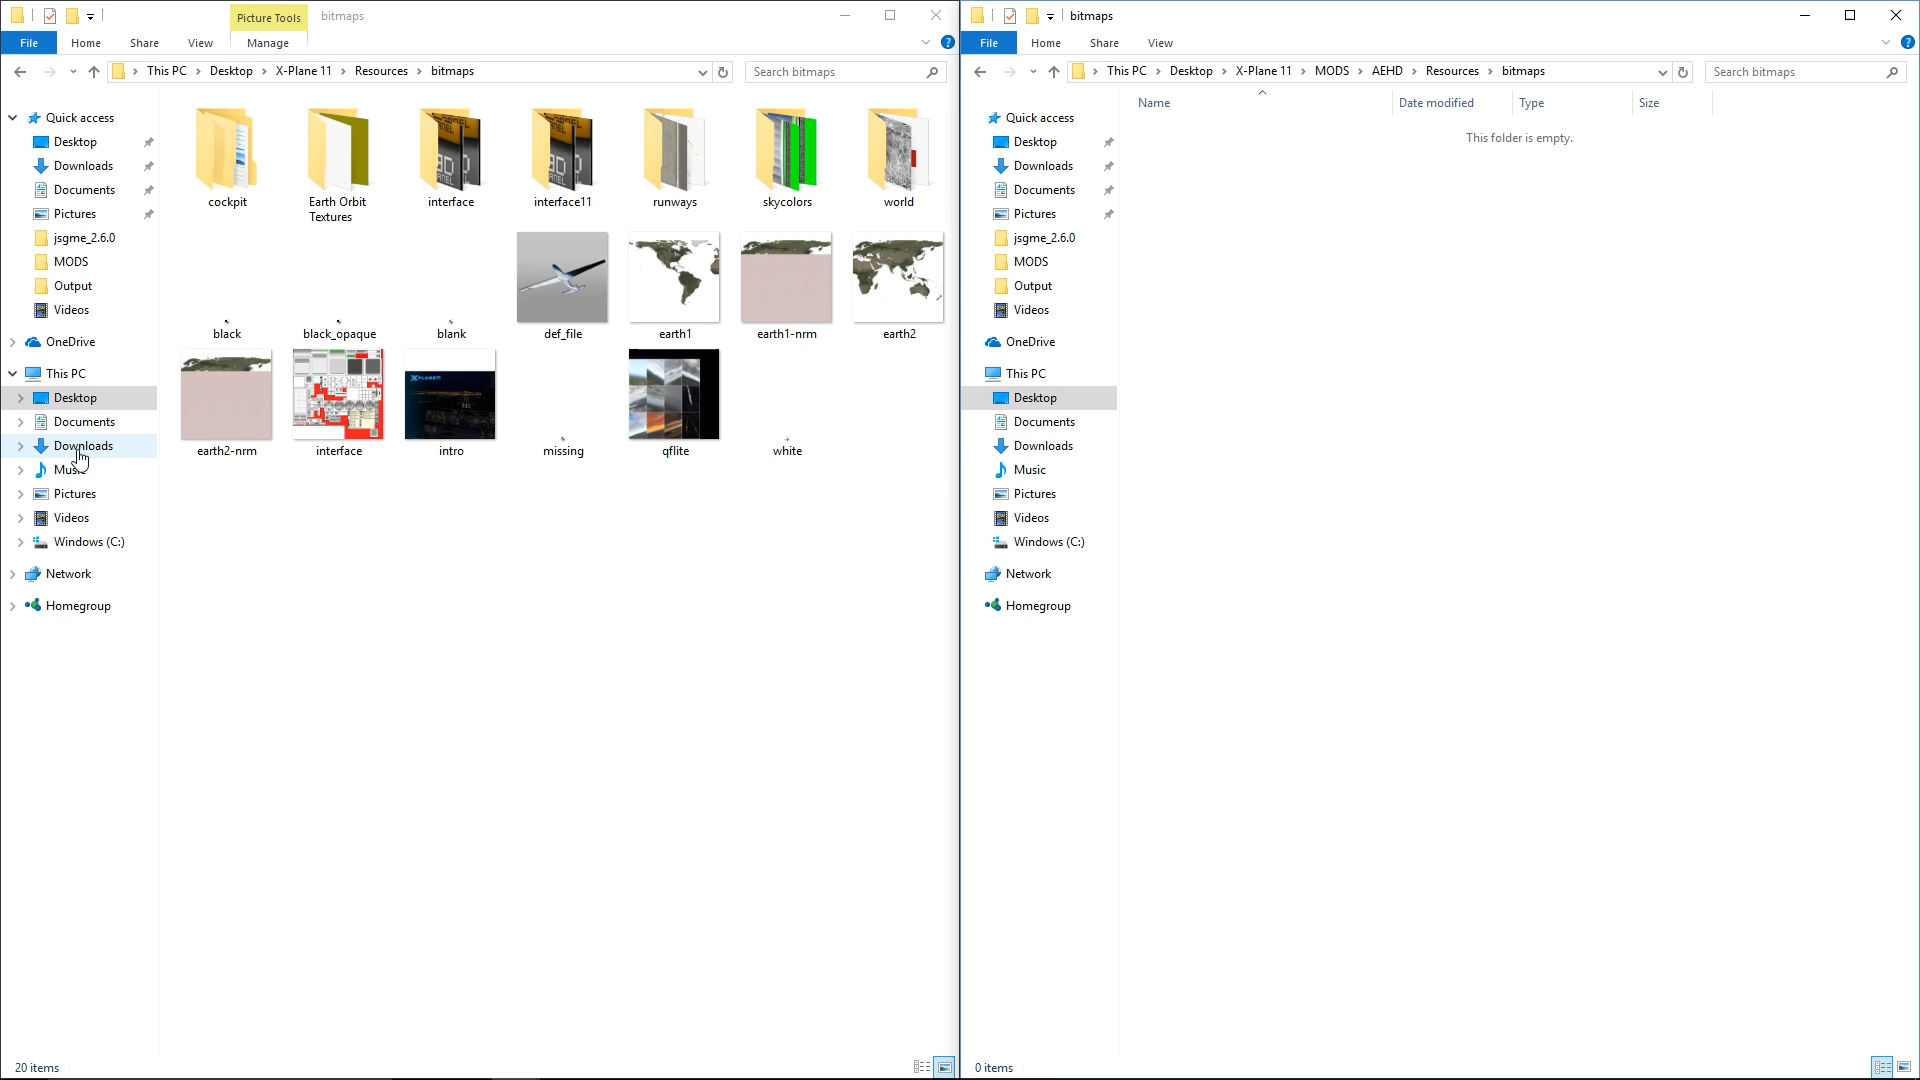 Picture Tools
bitmaps
File
Home
Share
View
Manage
This PC
Desktop
X-Plane 11
Resources
bitmaps
Search bitmaps
Quick access
Desktop
Downloads
Documents
Pictures
jsgme_2.6.0
MODS
Output
Videos
OneDrive
This PC
Desktop
Documents
Downloads
Pictures
Videos
Windows (C:)
Network
Homegroup
cockpit
Earth Orbit
Textures
interface
interface11
runways
skycolors
world
black
black_opaque
blank
def_file
earth1
earth1-nrm
earth2
earth2-nrm
interface
intro
missing
qflite
white
20 items
bitmaps
File
Home
Share
View
This PC
Desktop
X-Plane 11
MODS
AEHD
Resources
bitmaps
Search bitmaps
Quick access
Desktop
Downloads
Documents
Pictures
jsgme_2.6.0
MODS
Output
Videos
OneDrive
This PC
Desktop
Documents
Downloads
Music
Pictures
Videos
Windows (C:)
Network
Homegroup
Name
Date modified
Type
Size
This folder is empty.
0 items